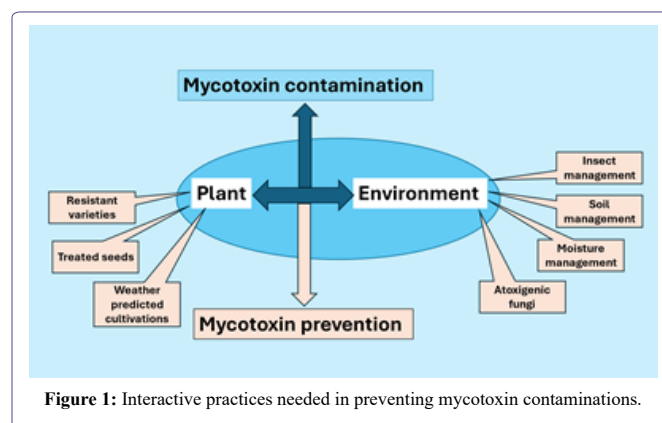 Mycotoxin contamination
Plant
Environment
Resistant
varieties
Treated seeds
Weather
predicted
cultivations
Insect
management
Soil
management
Moisture
management
Atoxigenic
fungi
Mycotoxin prevention
Figure 1: Interactive practices needed in preventing mycotoxin contaminations.